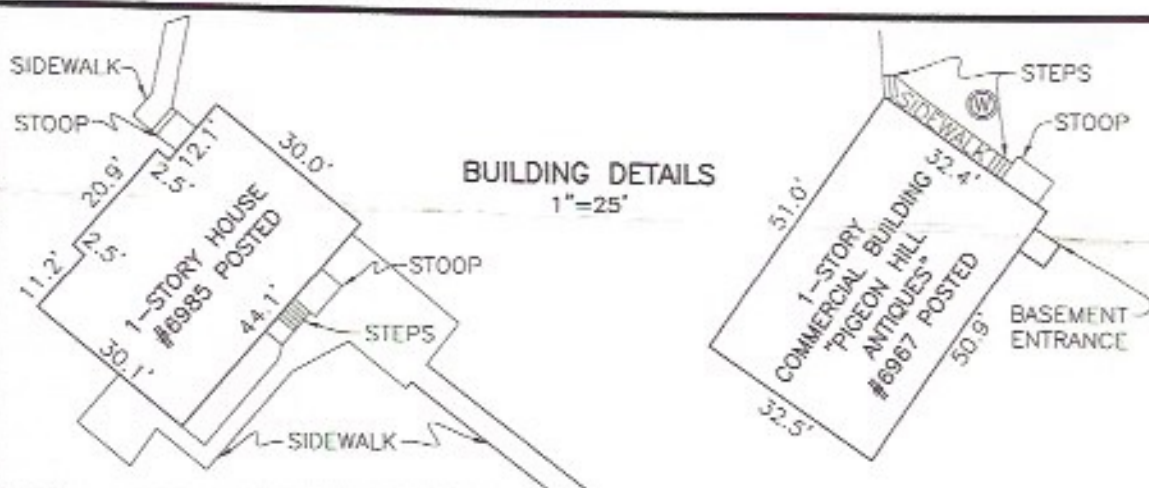 SIDEWALK
STOOP
12.1'
30.0'
20.9'
2.5'
2.5'
11.2'
1-STORY HOUSE
#6985 POSTED
44.1'
30.1'
STOOP
STEPS
SIDEWALK
BUILDING DETAILS
1"=25'
STEPS
W
STOOP
SIDEWALK
32.4'
51.0'
1-STORY
COMMERCIAL BUILDING
"PIGEON HILL
ANTIQUES"
#6967 POSTED
50.9'
32.5'
BASEMENT
ENTRANCE